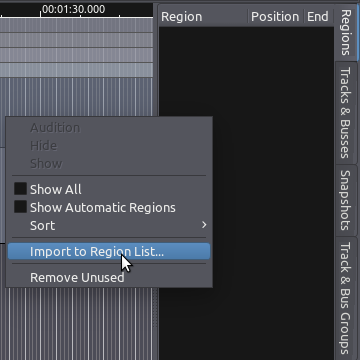 00:01:30.000
Region Position End
Audition
Hide
Show
Show All
Show Automatic Regions
Sort
Import to Region List...
Remove Unused
Regions
Tracks & Busses
Snapshots
Track & Bus Groups